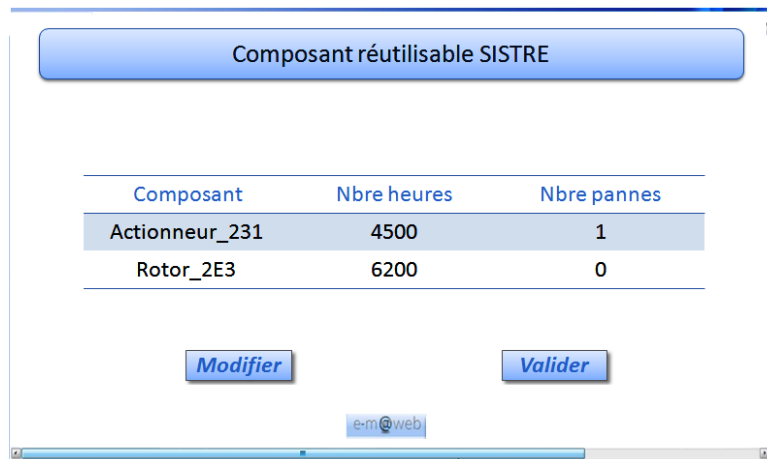 Composant réutilisable SISTRE
Composant Nbre heures Nbre pannes
Actionneur_231 4500 1
Rotor_2E3 6200 0
Modifier Valider
e-m@web